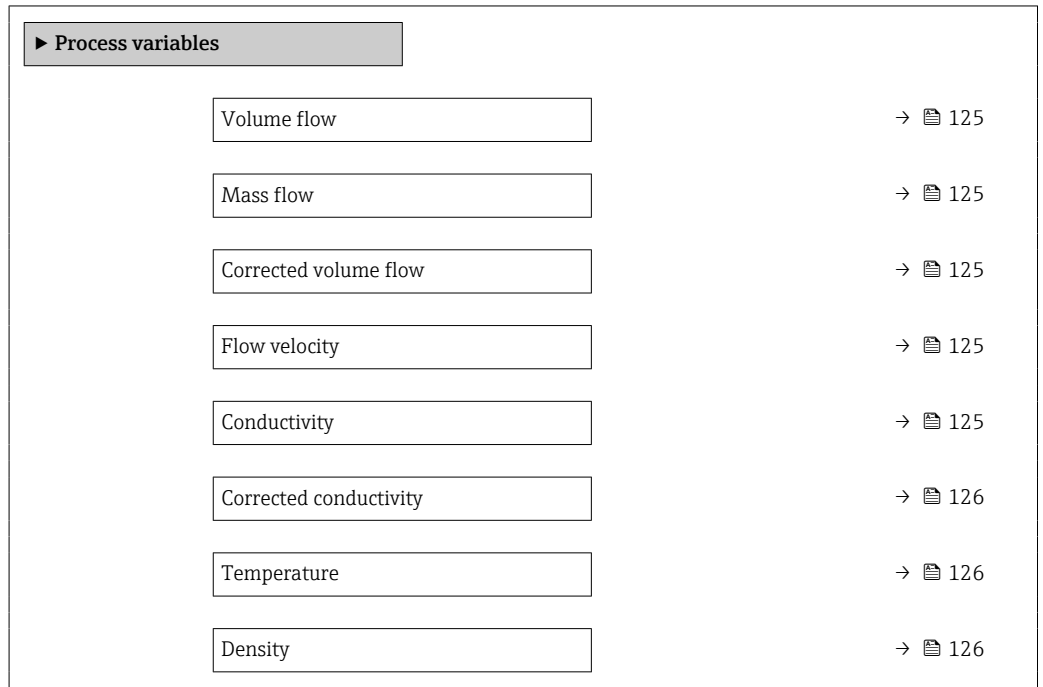 ▶ Process variables
Volume flow → 🖹 125
Mass flow → 🖹 125
Corrected volume flow → 🖹 125
Flow velocity → 🖹 125
Conductivity → 🖹 125
Corrected conductivity → 🖹 126
Temperature → 🖹 126
Density → 🖹 126